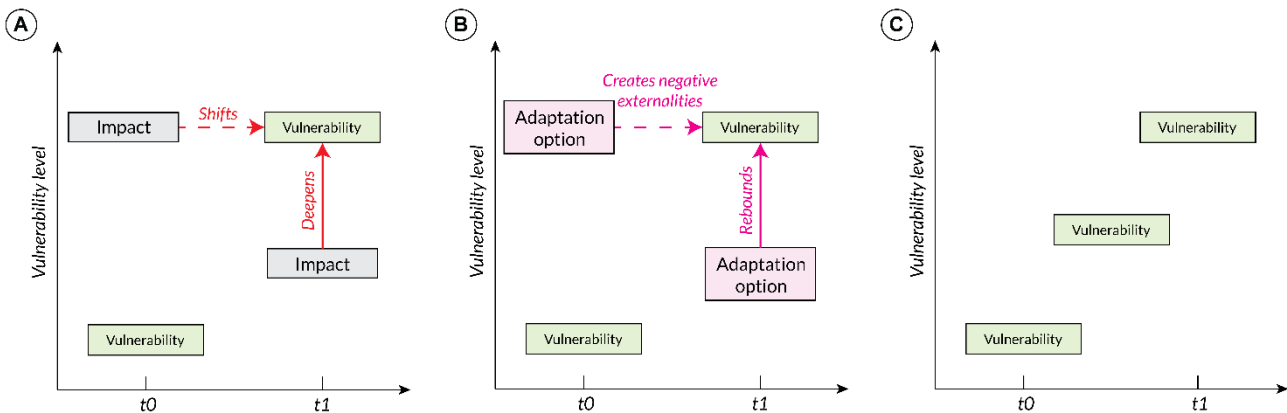 A
Vulnerability level
Impact
Shifts
Vulnerability
Deepens
Impact
Vulnerability
t0
t1
B
Vulnerability level
Creates negative
externalities
Adaptation
option
Vulnerability
Rebounds
Adaptation
option
Vulnerability
t0
t1
C
Vulnerability level
Vulnerability
Vulnerability
Vulnerability
t0
t1